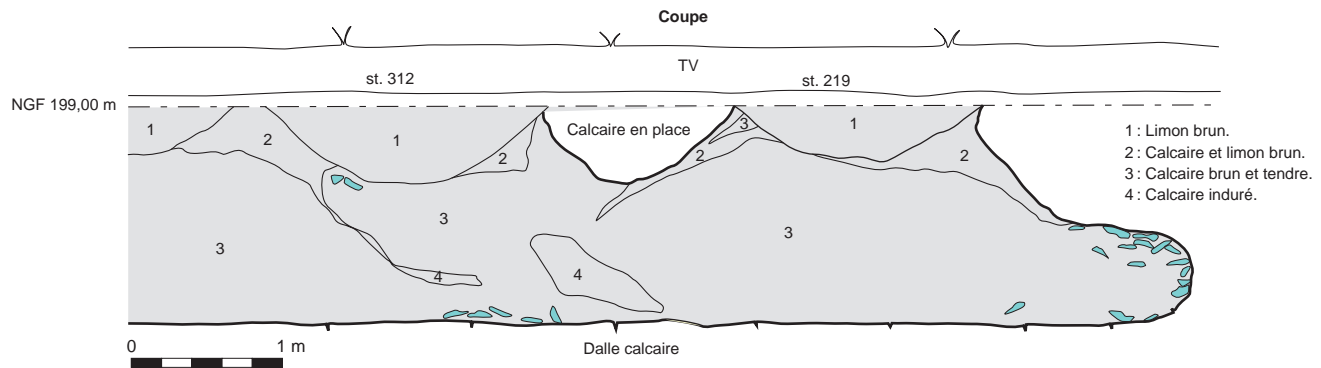 Coupe
TV
st. 312
st. 219
NGF 199,00 m
1
2
1
2
Calcaire en place
3
2
1
2
3
3
3
4
4
1 : Limon brun.
2 : Calcaire et limon brun.
3 : Calcaire brun et tendre.
4 : Calcaire induré.
0
1 m
Dalle calcaire